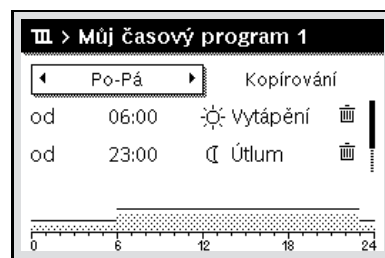 > Můj časový program 1
Po-Pá Kopírování
od 06:00 Vytápění
od 23:00 Útlum
0 6 12 18 24